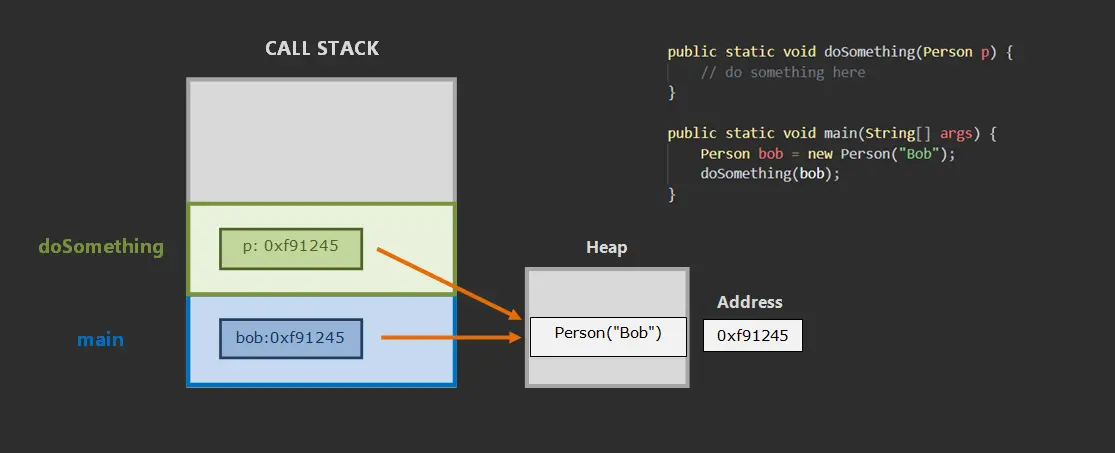 CALL STACK
public static void doSomething(Person p) {
// do something here
}
public static void main(String[] args) {
Person bob = new Person("Bob");
doSomething(bob);
}
doSomething
p: 0xf91245
Heap
Address
main
bob:0xf91245
Person("Bob")
0xf91245